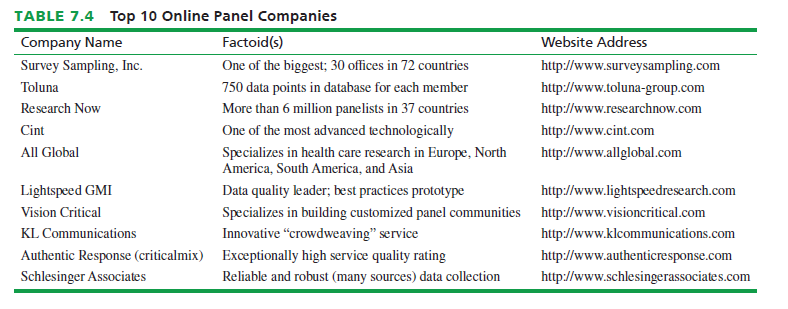 TABLE 7.4 Top 10 Online Panel Companies
Company Name Factoid(s) Website Address
Survey Sampling, Inc. One of the biggest; 30 offices in 72 countries http://www.surveysampling.com
Toluna 750 data points in database for each member http://www.toluna-group.com
Research Now More than 6 million panelists in 37 countries http://www.researchnow.com
Cint One of the most advanced technologically http://www.cint.com
All Global Specializes in health care research in Europe, North http://www.allglobal.com
America, South America, and Asia
Lightspeed GMI Data quality leader; best practices prototype http://www.lightspeedresearch.com
Vision Critical Specializes in building customized panel communities http://www.visioncritical.com
KL Communications Innovative “crowdweaving” service http://www.klcommunications.com
Authentic Response (criticalmix) Exceptionally high service quality rating http://www.authenticresponse.com
Schlesinger Associates Reliable and robust (many sources) data collection http://www.schlesingerassociates.com